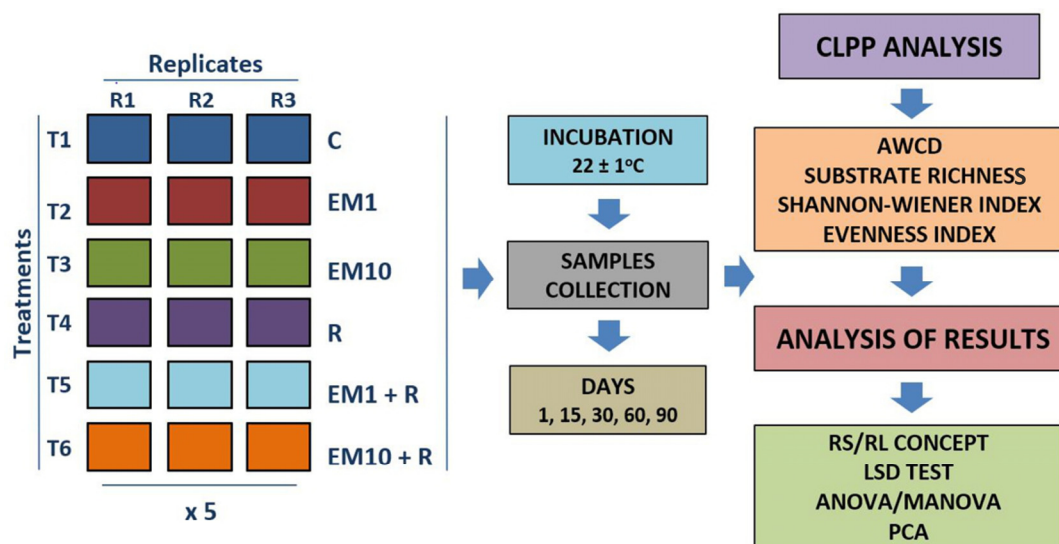 Replicates
R1 R2 R3
Treatments
T1 C
T2 EM1
T3 EM10
T4 R
T5 EM1 + R
T6 EM10 + R
x 5
INCUBATION
22 ± 1ºC
SAMPLES
COLLECTION
DAYS
1, 15, 30, 60, 90
CLPP ANALYSIS
AWCD
SUBSTRATE RICHNESS
SHANNON-WIENER INDEX
EVENNESS INDEX
ANALYSIS OF RESULTS
RS/RL CONCEPT
LSD TEST
ANOVA/MANOVA
PCA